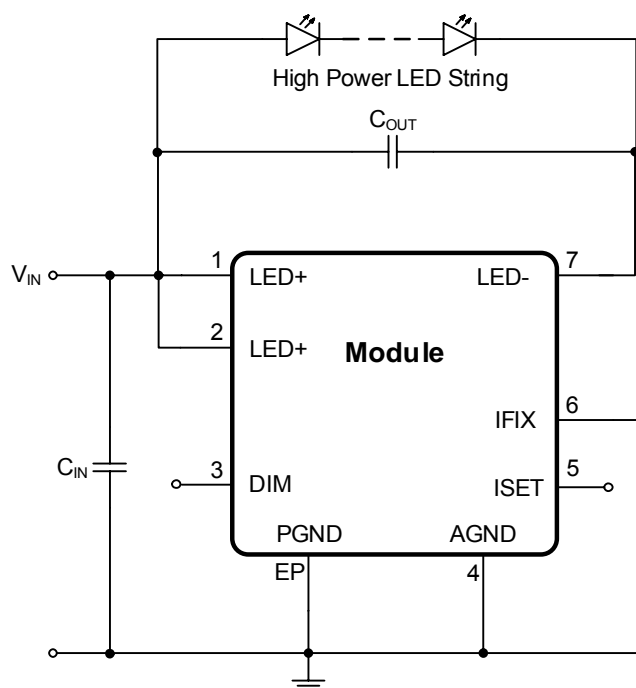 High Power LED String
COUT
VIN
1
LED+
LED-
7
2
LED+
Module
IFIX
6
CIN
3
DIM
ISET
5
PGND
AGND
EP
4